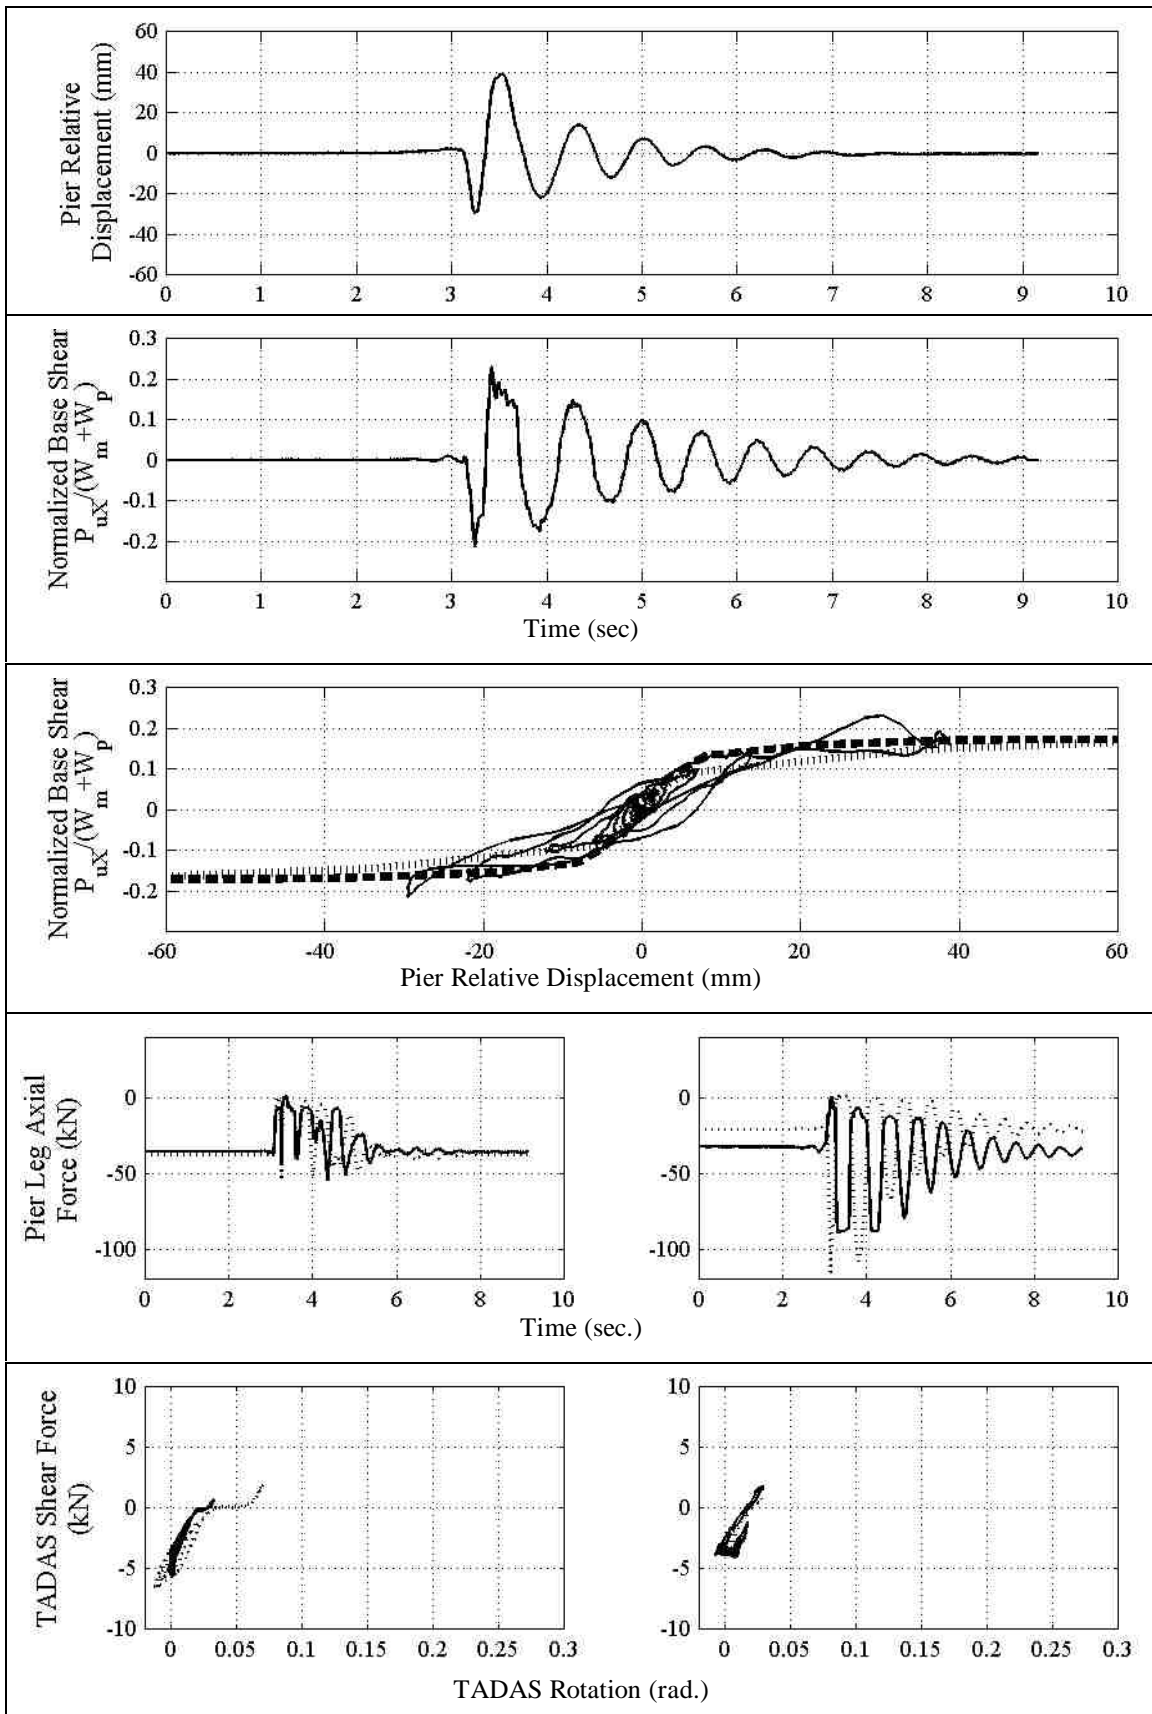 Pier Relative
Displacement (mm)
60
40
20
0
-20
-40
-60
0 1 2 3 4 5 6 7 8 9 10
Normalized Base Shear
P_uX/(W_m+W_p)
0.3
0.2
0.1
0
-0.1
-0.2
0 1 2 3 4 5 6 7 8 9 10
Time (sec)
Normalized Base Shear
P_uX/(W_m+W_p)
0.3
0.2
0.1
0
-0.1
-0.2
-60 -40 -20 0 20 40 60
Pier Relative Displacement (mm)
Pier Leg Axial
Force (kN)
0
-50
-100
0 2 4 6 8 10
0
-50
-100
0 2 4 6 8 10
Time (sec.)
TADAS Shear Force
(kN)
10
5
0
-5
-10
0 0.05 0.1 0.15 0.2 0.25 0.3
10
5
0
-5
-10
0 0.05 0.1 0.15 0.2 0.25 0.3
TADAS Rotation (rad.)